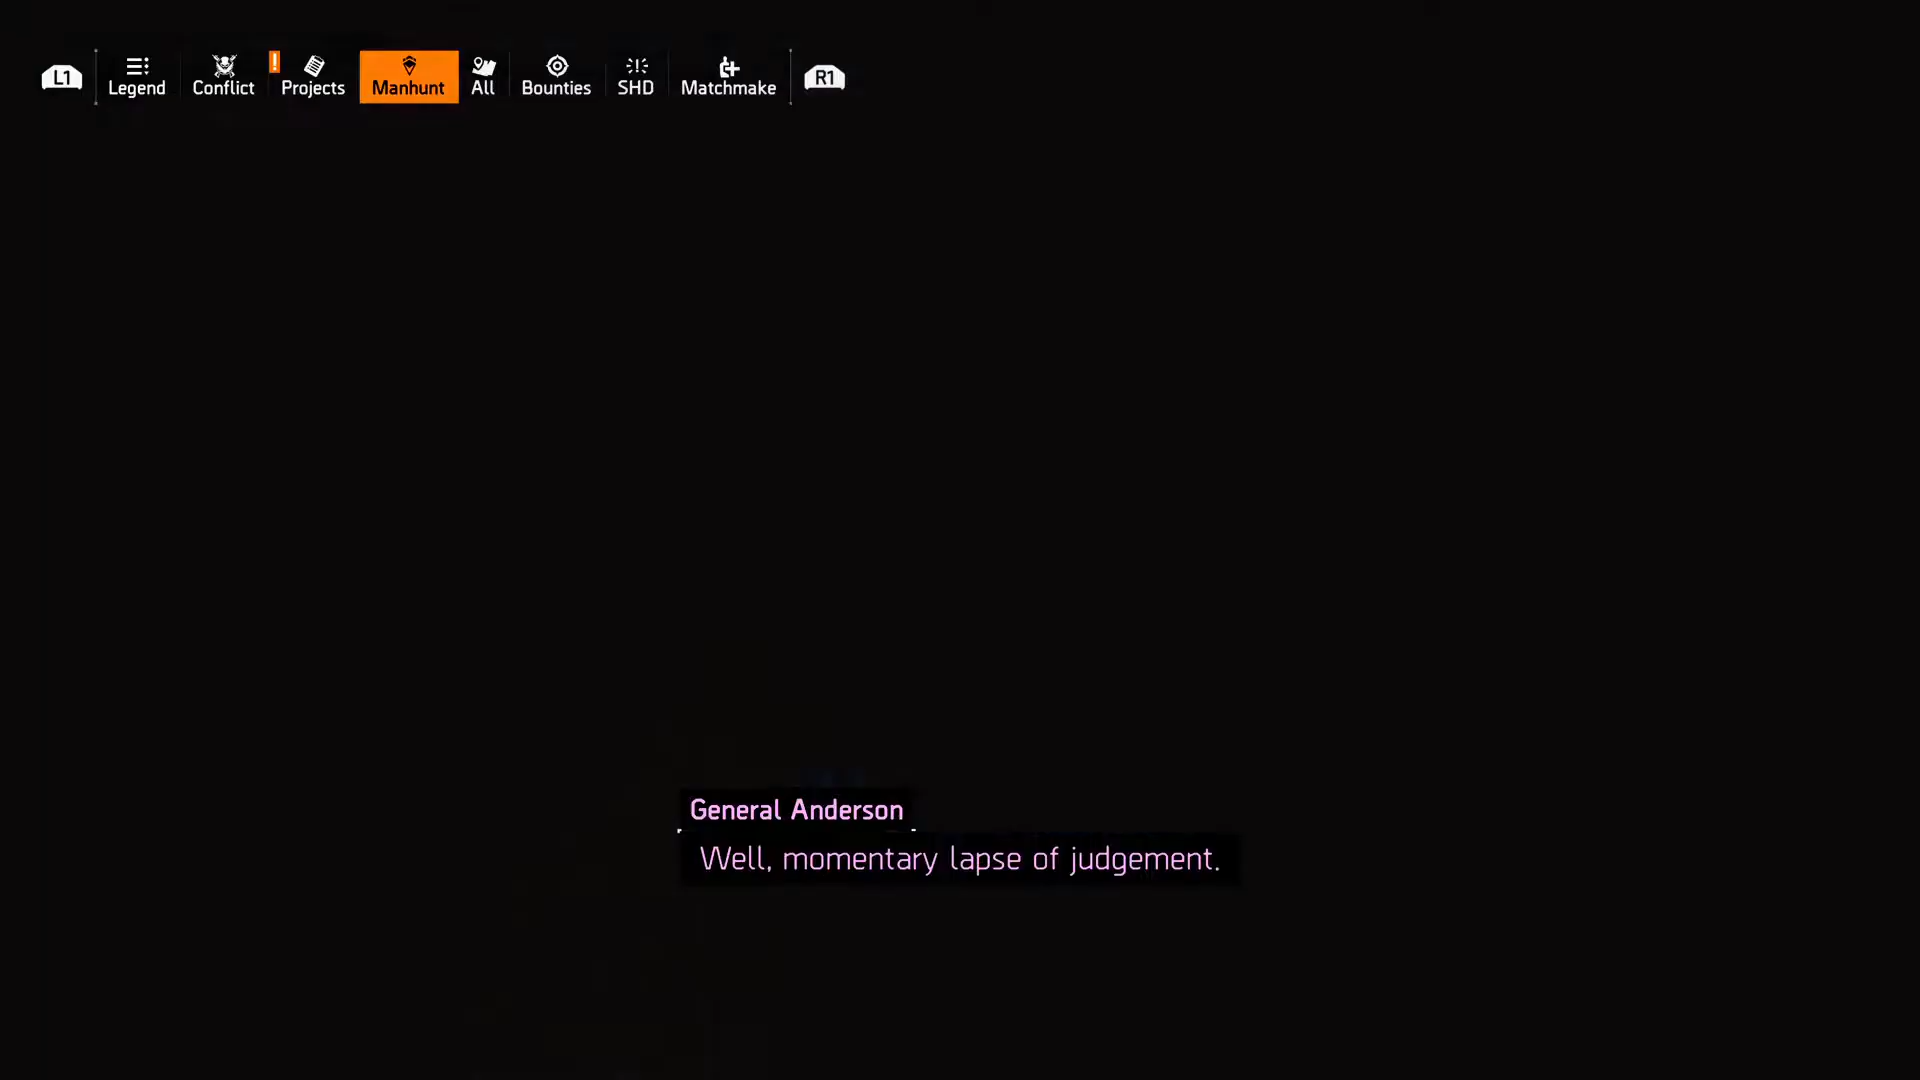 L1 Legend Conflict ! Projects Manhunt All Bounties SHD Matchmake R1
General Anderson
Well, momentary lapse of judgement.